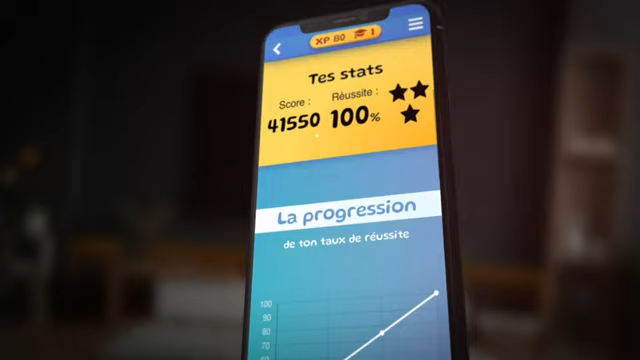 XP 80 1
Tes stats
Score : Réussite :
41550 100%
La progression
de ton taux de réussite
100
90
80
70
60